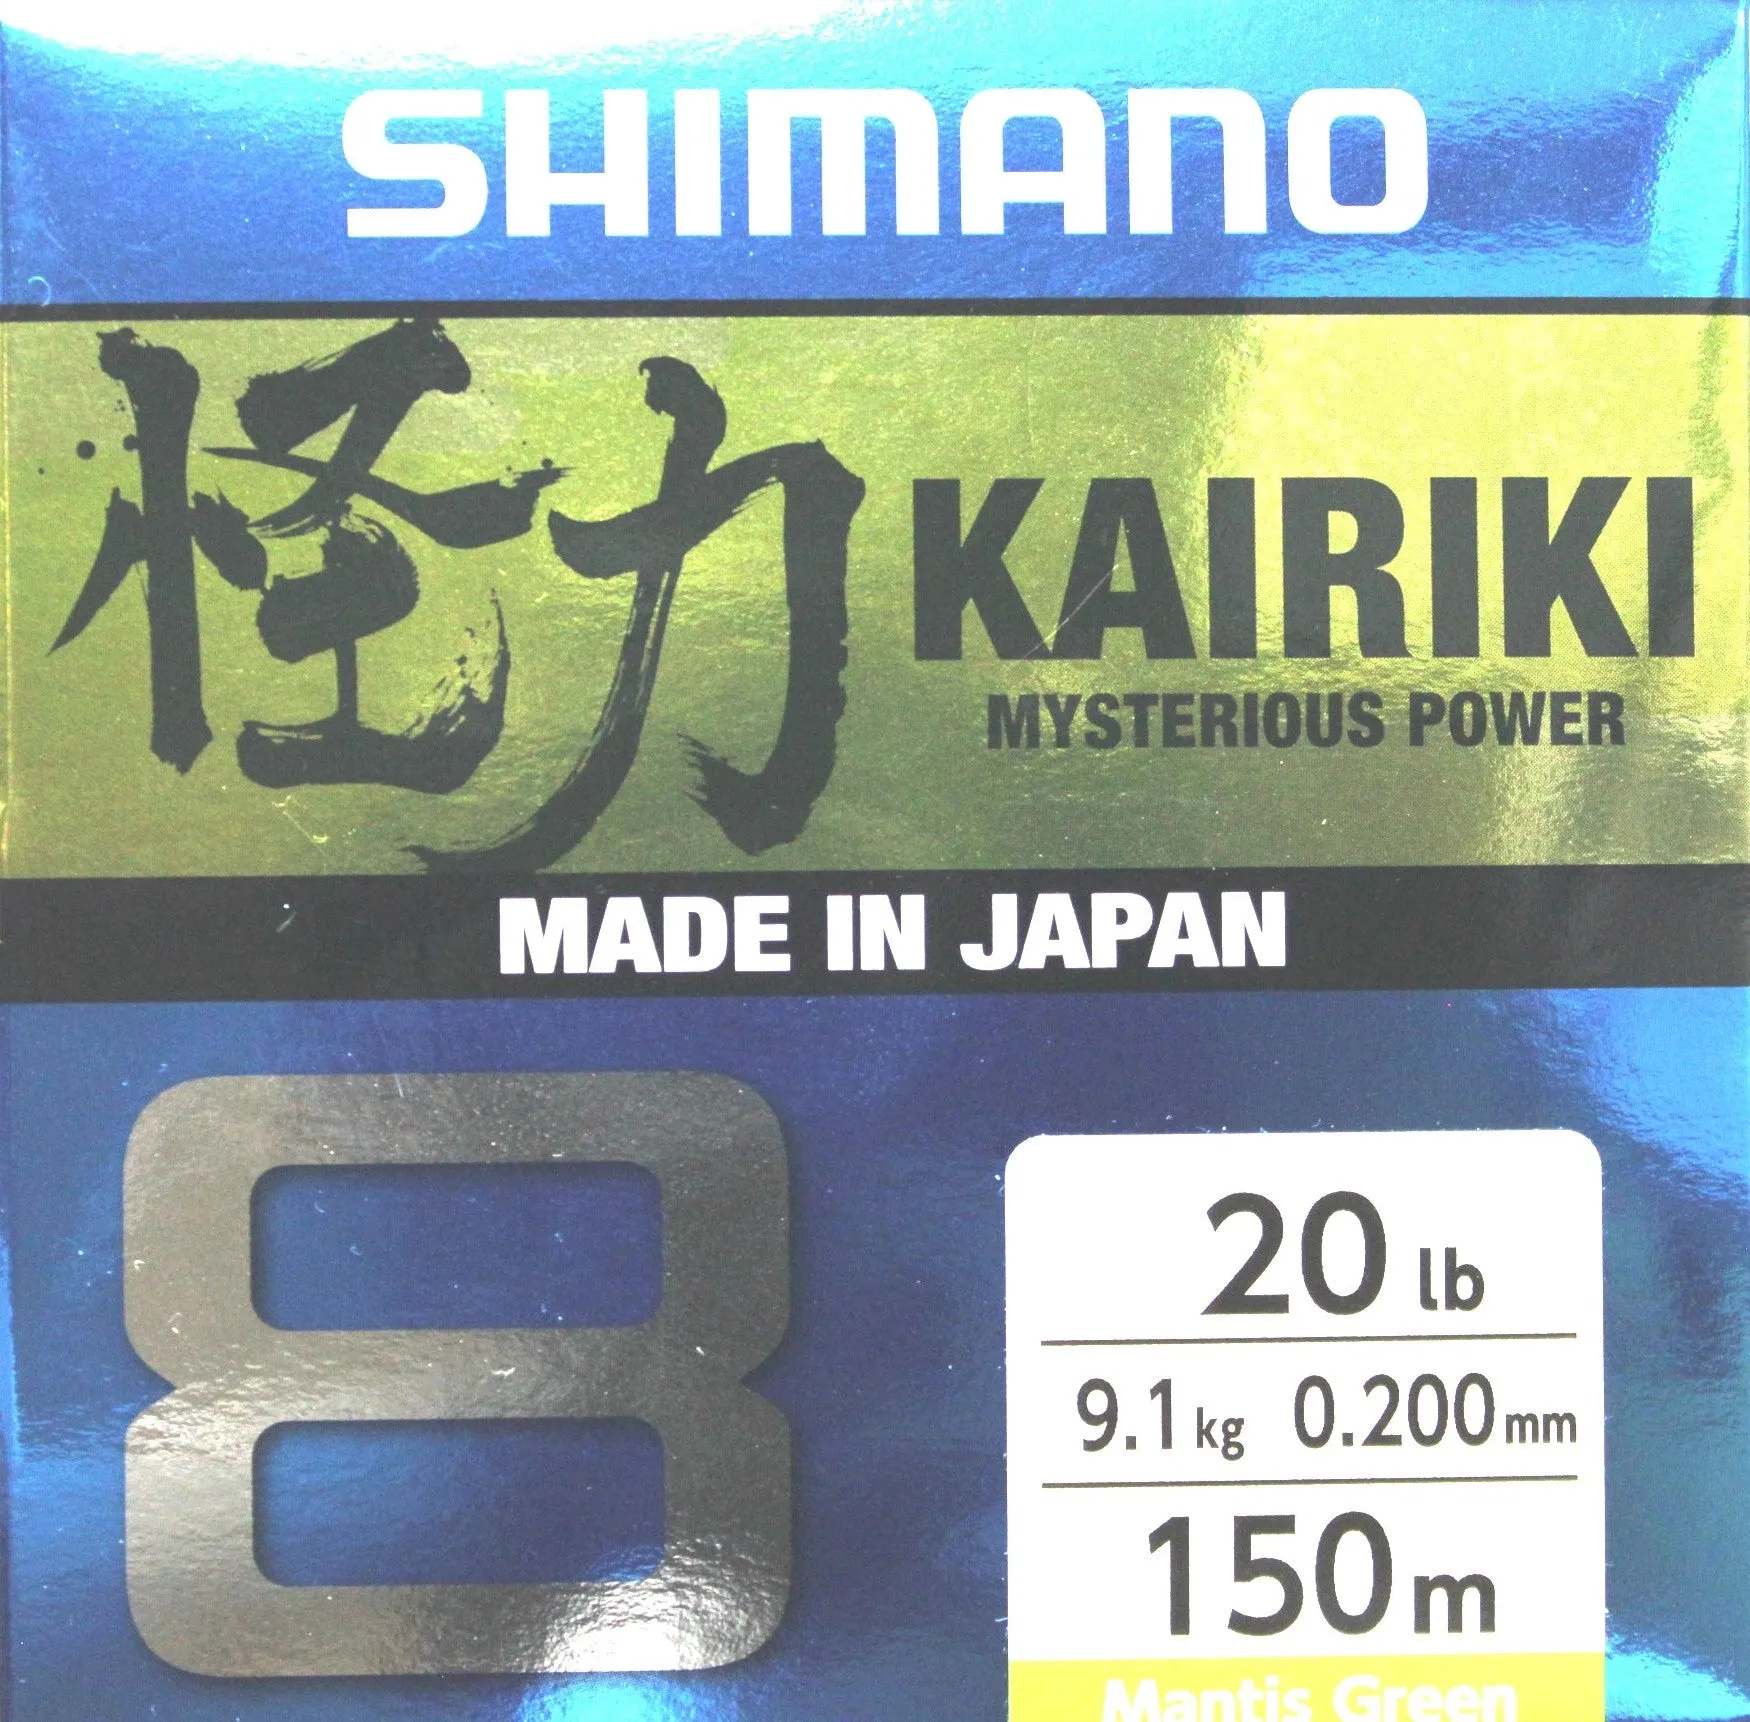 SHIMANO
怪力 KAIRIKI
MYSTERIOUS POWER
MADE IN JAPAN
8
20 lb
9.1 kg 0.200 mm
150 m
Mantis Green